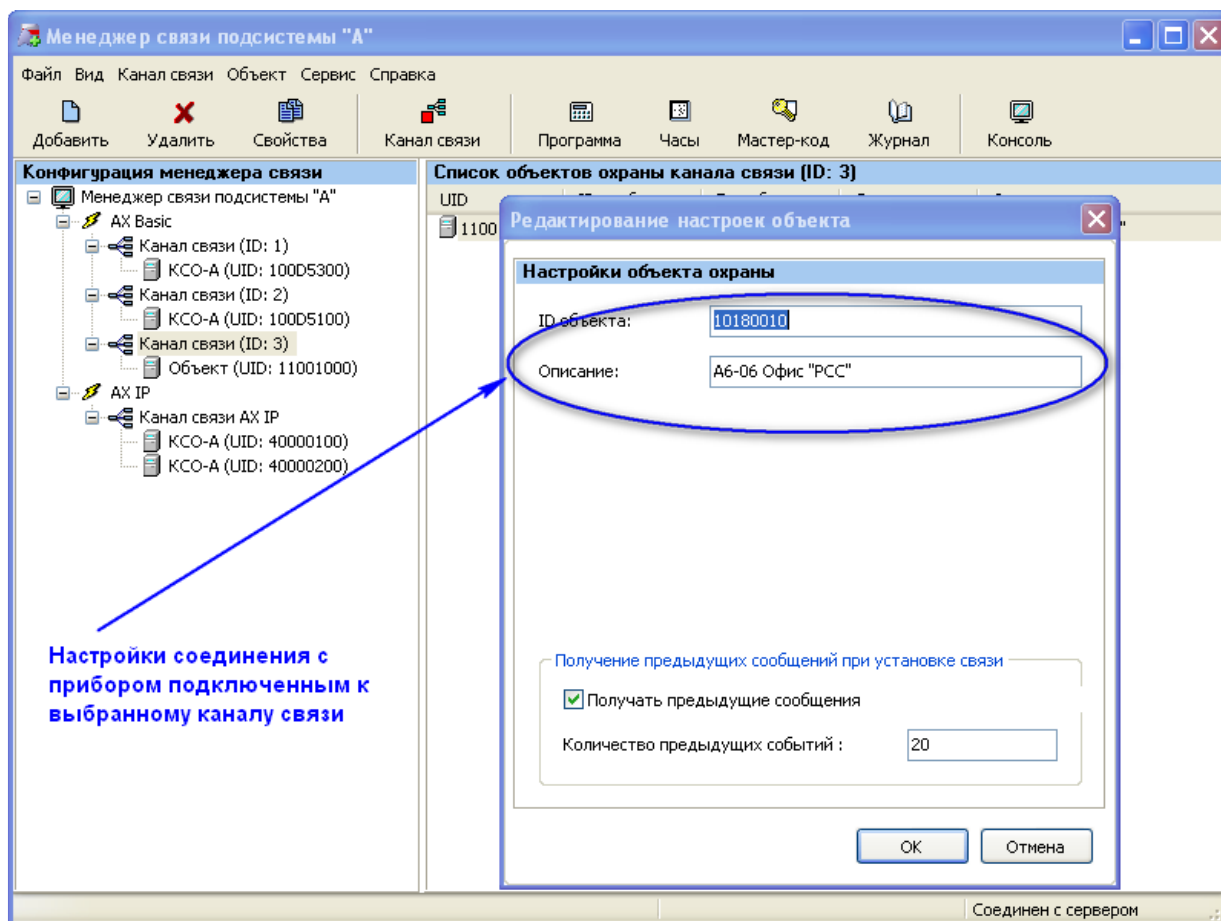 Менеджер связи подсистемы "А"
Файл Вид Канал связи Объект Сервис Справка
Добавить Удалить Свойства Канал связи Программа Часы Мастер-код Журнал Консоль
Конфигурация менеджера связи
Менеджер связи подсистемы "А"
AX Basic
Канал связи (ID: 1)
КСО-А (UID: 100D5300)
Канал связи (ID: 2)
КСО-А (UID: 100D5100)
Канал связи (ID: 3)
Объект (UID: 11001000)
AX IP
Канал связи AX IP
КСО-А (UID: 40000100)
КСО-А (UID: 40000200)
Список объектов охраны канала связи (ID: 3)
UID
1100
Редактирование настроек объекта
Настройки объекта охраны
ID объекта: 10180010
Описание: А6-06 Офис "РСС"
Настройки соединения с
прибором подключенным к
выбранному каналу связи
Получение предыдущих сообщений при установке связи
Получать предыдущие сообщения
Количество предыдущих событий : 20
ОК Отмена
Соединен с сервером